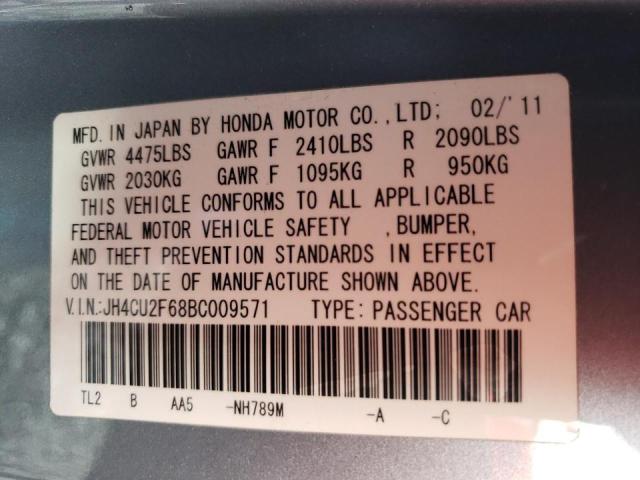 MFD. IN JAPAN BY HONDA MOTOR CO.,LTD; 02/'11
GVWR 4475LBS GAWR F 2410LBS R 2090LBS
GVWR 2030KG GAWR F 1095KG R 950KG
THIS VEHICLE CONFORMS TO ALL APPLICABLE
FEDERAL MOTOR VEHICLE SAFETY ,BUMPER,
AND THEFT PREVENTION STANDARDS IN EFFECT
ON THE DATE OF MANUFACTURE SHOWN ABOVE.
V.I.N.:JH4CU2F68BC009571 TYPE: PASSENGER CAR
TL2 B AA5 -NH789M -A -C